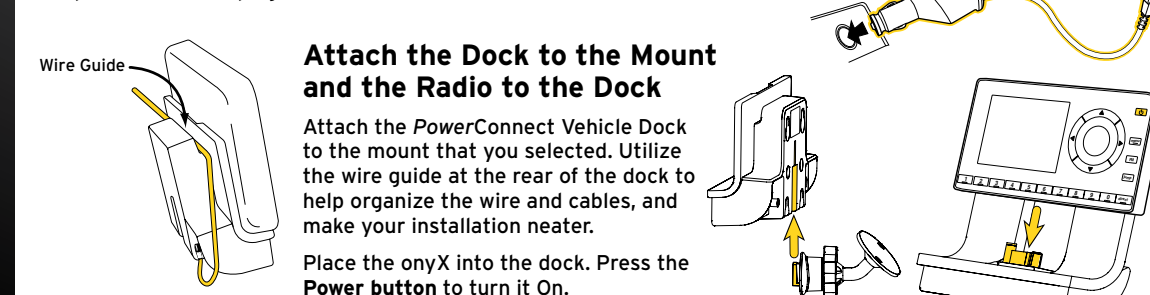 Wire Guide
Attach the Dock to the Mount
and the Radio to the Dock
Attach the PowerConnect Vehicle Dock
to the mount that you selected. Utilize
the wire guide at the rear of the dock to
help organize the wire and cables, and
make your installation neater.
Place the onyX into the dock. Press the
Power button to turn it On.